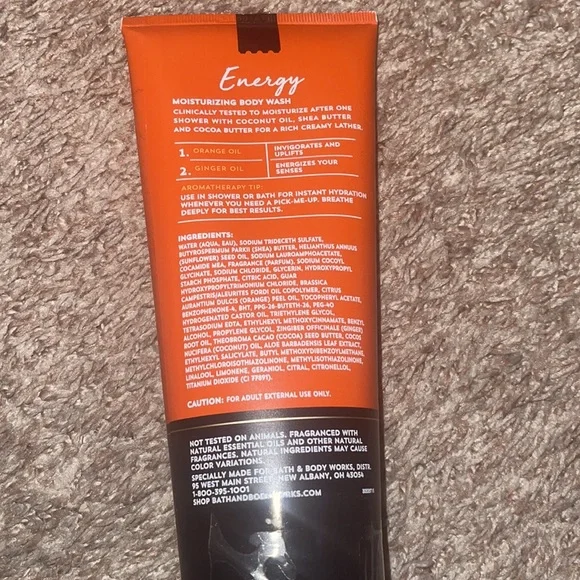 Energy
MOISTURIZING BODY WASH
CLINICALLY TESTED TO MOISTURIZE AFTER ONE
SHOWER WITH COCONUT OIL, SHEA BUTTER
AND COCOA BUTTER FOR A RICH CREAMY LATHER.
1. ORANGE OIL
INVIGORATES AND
UPLIFTS
2. GINGER OIL
ENERGIZES YOUR
SENSES
AROMATHERAPY TIP:
USE IN SHOWER OR BATH FOR INSTANT HYDRATION
WHENEVER YOU NEED A PICK-ME-UP. BREATHE
DEEPLY FOR BEST RESULTS.
INGREDIENTS:
WATER (AQUA, EAU), SODIUM TRIDECETH SULFATE,
BUTYROSPERMUM PARKII (SHEA) BUTTER, HELIANTHUS ANNUUS
(SUNFLOWER) SEED OIL, SODIUM LAUROAMPHOACETATE,
COCAMIDE MEA, FRAGRANCE (PARFUM), SODIUM COCOYL
GLYCINATE, SODIUM CHLORIDE, GLYCERIN, HYDROXYPROPYL
STARCH PHOSPHATE, CITRIC ACID, GUAR
HYDROXYPROPYLTRIMONIUM CHLORIDE, BRASSICA
CAMPESTRIS/ALEURITES FORDI OIL COPOLYMER, CITRUS
AURANTIUM DULCIS (ORANGE) PEEL OIL, TOCOPHERYL ACETATE,
BENZOPHENONE-4, BHT, PPG-26-BUTETH-26, PEG-40
HYDROGENATED CASTOR OIL, TRIETHYLENE GLYCOL,
TETRASODIUM EDTA, ETHYLHEXYL METHOXYCINNAMATE, BENZYL
ALCOHOL, PROPYLENE GLYCOL, ZINGIBER OFFICINALE (GINGER)
ROOT OIL, THEOBROMA CACAO (COCOA) SEED BUTTER, COCOS
NUCIFERA (COCONUT) OIL, ALOE BARBADENSIS LEAF EXTRACT,
ETHYLHEXYL SALICYLATE, BUTYL METHOXYDIBENZOYLMETHANE,
METHYLCHLOROISOTHIAZOLINONE, METHYLISOTHIAZOLINONE,
LINALOOL, LIMONENE, GERANIOL, CITRAL, CITRONELLOL,
TITANIUM DIOXIDE (CI 77891).
CAUTION: FOR ADULT EXTERNAL USE ONLY.
NOT TESTED ON ANIMALS. FRAGRANCED WITH
NATURAL ESSENTIAL OILS AND OTHER NATURAL
FRAGRANCES. NATURAL INGREDIENTS MAY CAUSE
COLOR VARIATIONS.
SPECIALLY MADE FOR BATH & BODY WORKS, DISTR.
95 WEST MAIN STREET, NEW ALBANY, OH 43054
1-800-395-1001
SHOP BATHANDBODYWORKS.COM